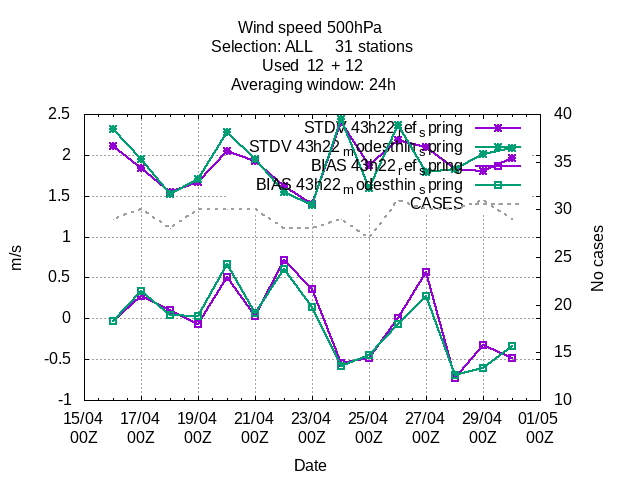 Wind speed 500hPa
Selection: ALL 31 stations
Used 12 + 12
Averaging window: 24h
STDV 43h22_ref_spring
STDV 43h22_modesthin_spring
BIAS 43h22_ref_spring
BIAS 43h22_modesthin_spring
CASES
2.5
2
1.5
1
0.5
0
-0.5
-1
m/s
40
35
30
25
20
15
10
No cases
15/04 17/04 19/04 21/04 23/04 25/04 27/04 29/04 01/05
00Z 00Z 00Z 00Z 00Z 00Z 00Z 00Z 00Z
Date